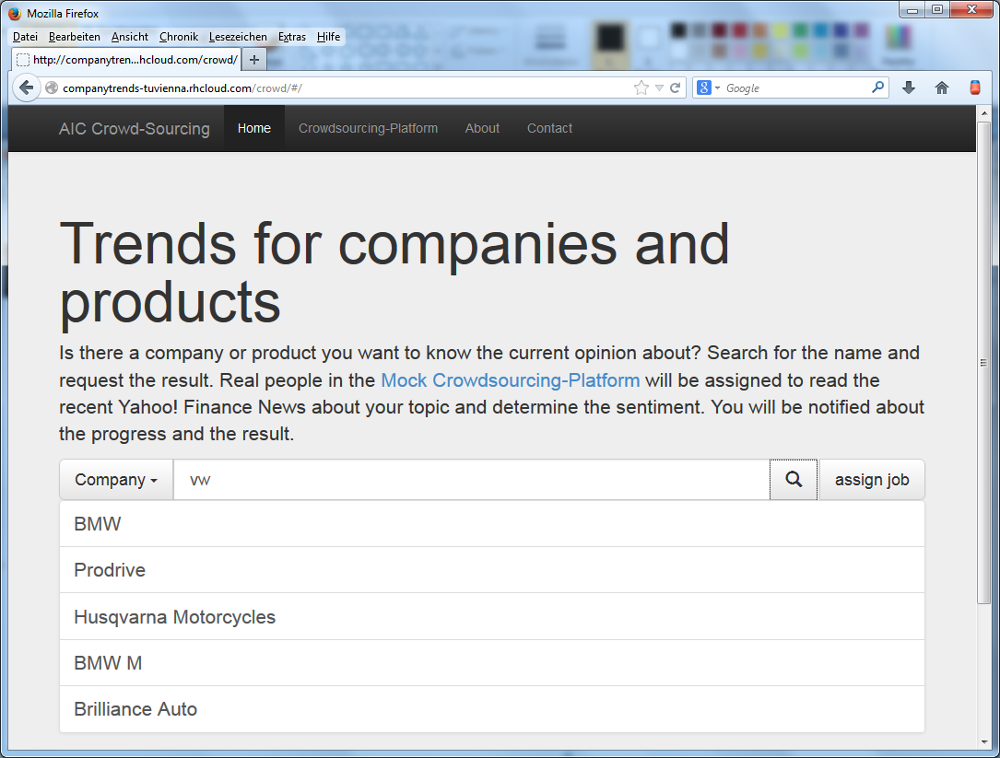 Mozilla Firefox
Datei Bearbeiten Ansicht Chronik Lesezeichen Extras Hilfe
http://companytren...hcloud.com/crowd/
companytrends-tuvienna.rhcloud.com/crowd/#/ Google
AIC Crowd-Sourcing Home Crowdsourcing-Platform About Contact
Trends for companies and
products
Is there a company or product you want to know the current opinion about? Search for the name and
request the result. Real people in the Mock Crowdsourcing-Platform will be assigned to read the
recent Yahoo! Finance News about your topic and determine the sentiment. You will be notified about
the progress and the result.
Company vw assign job
BMW
Prodrive
Husqvarna Motorcycles
BMW M
Brilliance Auto